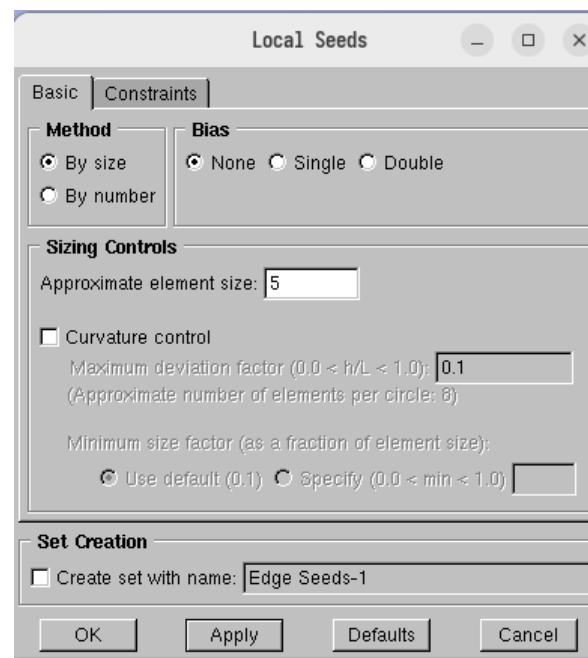 Local Seeds
Basic Constraints
Method
By size
By number
Bias
None Single Double
Sizing Controls
Approximate element size: 5
Curvature control
Maximum deviation factor (0.0 < h/L < 1.0): 0.1
(Approximate number of elements per circle: 8)
Minimum size factor (as a fraction of element size):
Use default (0.1) Specify (0.0 < min < 1.0)
Set Creation
Create set with name: Edge Seeds-1
OK Apply Defaults Cancel